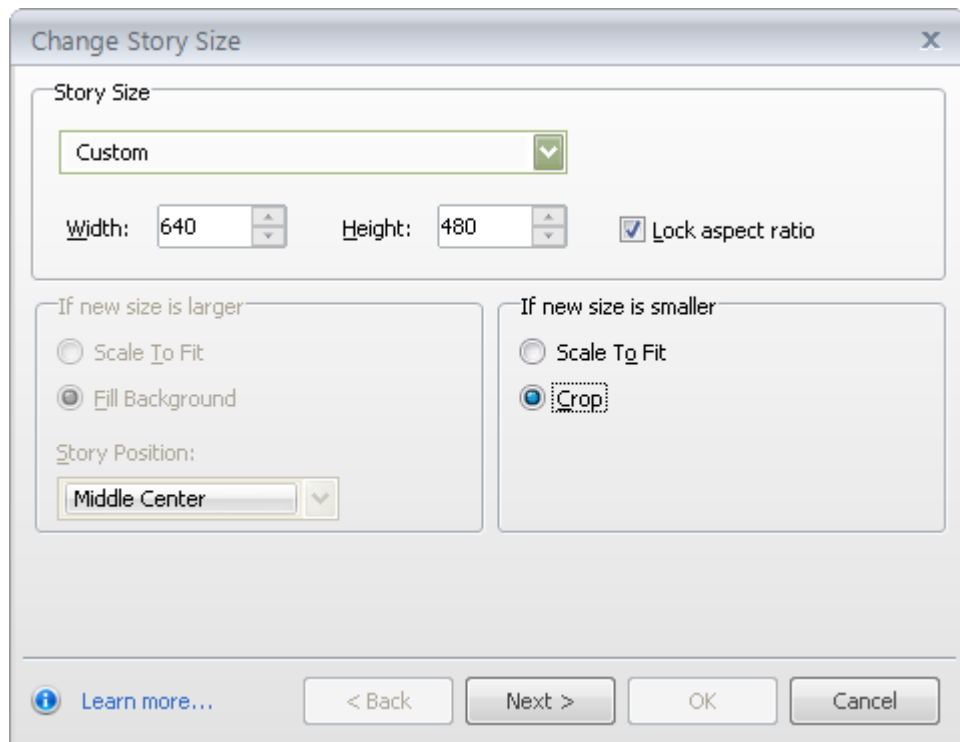 Change Story Size
Story Size
Custom
Width: 640 Height: 480 Lock aspect ratio
If new size is larger
Scale To Fit
Fill Background
Story Position:
Middle Center
If new size is smaller
Scale To Fit
Crop
Learn more... < Back Next > OK Cancel